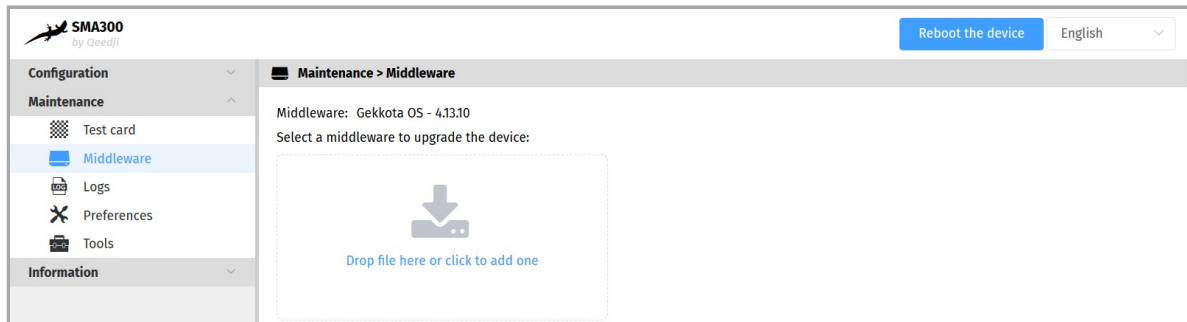 SMA300
by Qeedji
Reboot the device
English
Configuration
Maintenance
Test card
Middleware
LOG
Logs
Preferences
Tools
Information
Maintenance > Middleware
Middleware: Gekkota OS - 4.13.10
Select a middleware to upgrade the device:
Drop file here or click to add one